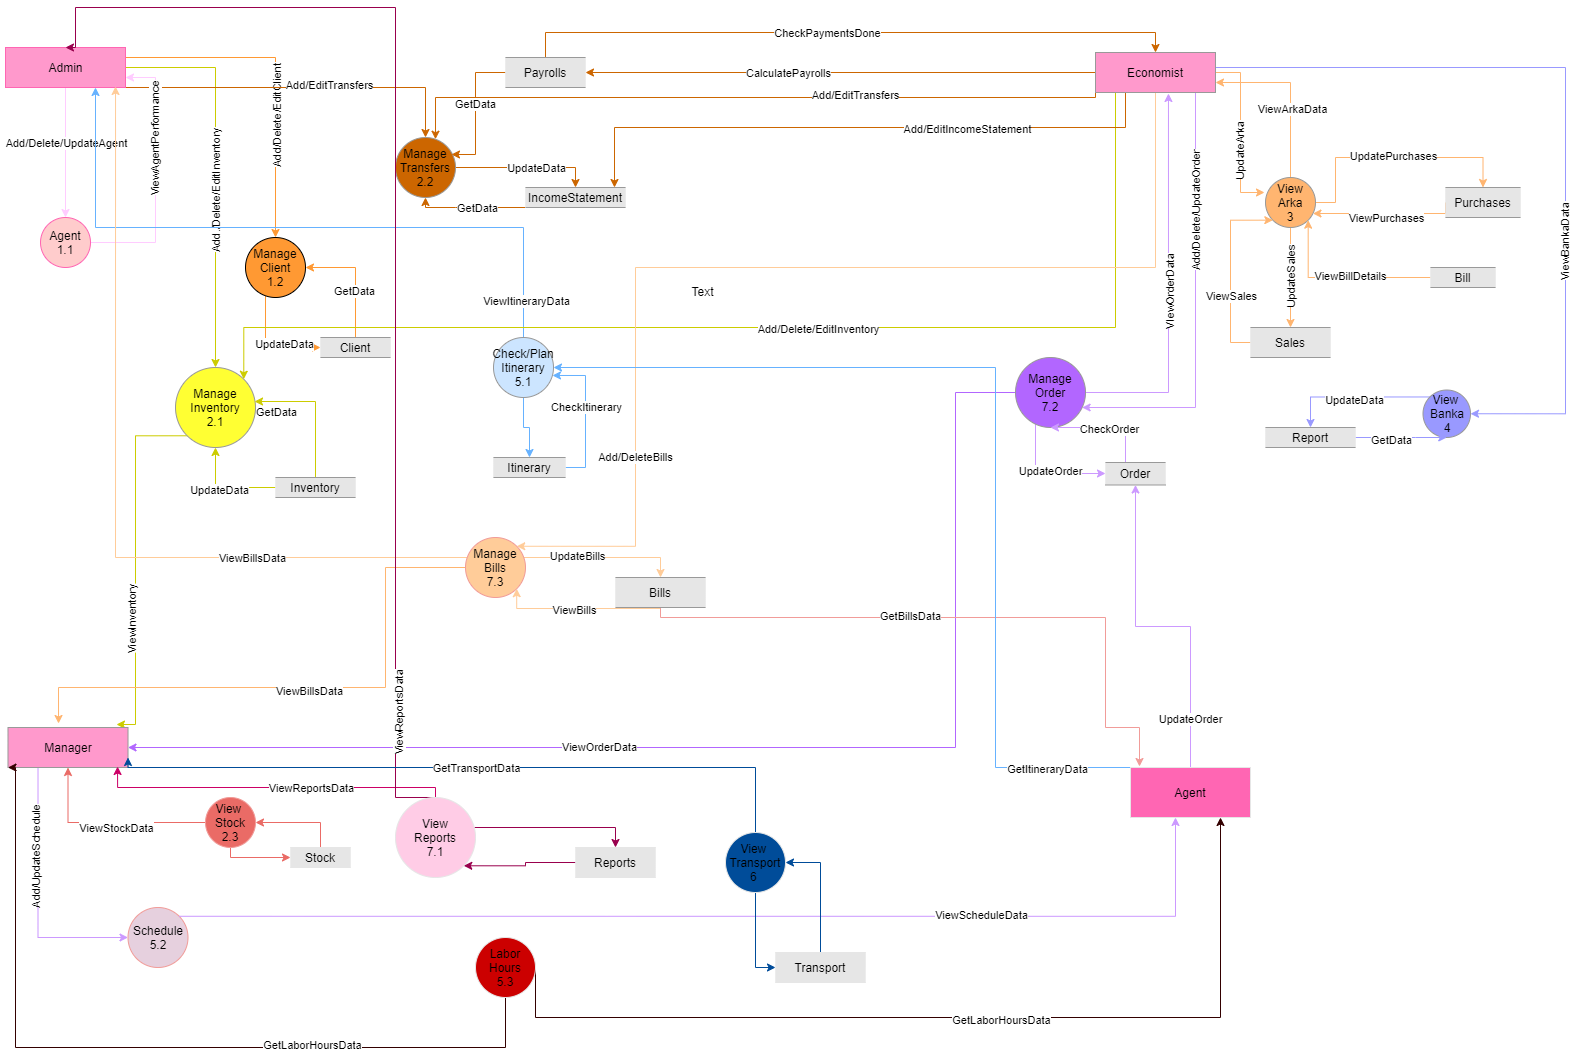 CheckPaymentsDone
Admin
Payrolls
CalculatePayrolls
Economist
Add/EditTransfers
Add/EditTransfers
GetData
ViewArkaData
Add/Delete/EditClient
Add/EditIncomeStatement
Add/Delete/UpdateAgent
ViewAgentPerformance
Manage
Transfers
2.2
UpdateData
UpdateArka
UpdatePurchases
IncomeStatement
GetData
Add /Delete/EditInventory
Add/Delete/UpdateOrder
View
Arka
3
Purchases
ViewPurchases
ViewBankaData
Agent
1.1
Manage
Client
1.2
GetData
Text
ViewItineraryData
VIewOrderData
ViewSales
UpdateSales
ViewBillDetails
Bill
Add/Delete/EditInventory
UpdateData
Client
Sales
Check/Plan
Itinerary
5.1
Manage
Inventory
2.1
GetData
CheckItinerary
Manage
Order
7.2
CheckOrder
UpdateData
View
Banka
4
Report
GetData
Itinerary
Add/DeleteBills
UpdateOrder
Order
UpdateData
Inventory
ViewBillsData
Manage
Bills
7.3
UpdateBills
Bills
ViewBills
GetBillsData
ViewInventory
ViewBillsData
ViewReportsData
UpdateOrder
Manager
ViewOrderData
GetTransportData
GetItineraryData
ViewReportsData
Agent
Add/UpdateSchedule
ViewStockData
View
Stock
2.3
Stock
View
Reports
7.1
Reports
View
Transport
6
Schedule
5.2
ViewScheduleData
Labor
Hours
5.3
Transport
GetLaborHoursData
GetLaborHoursData